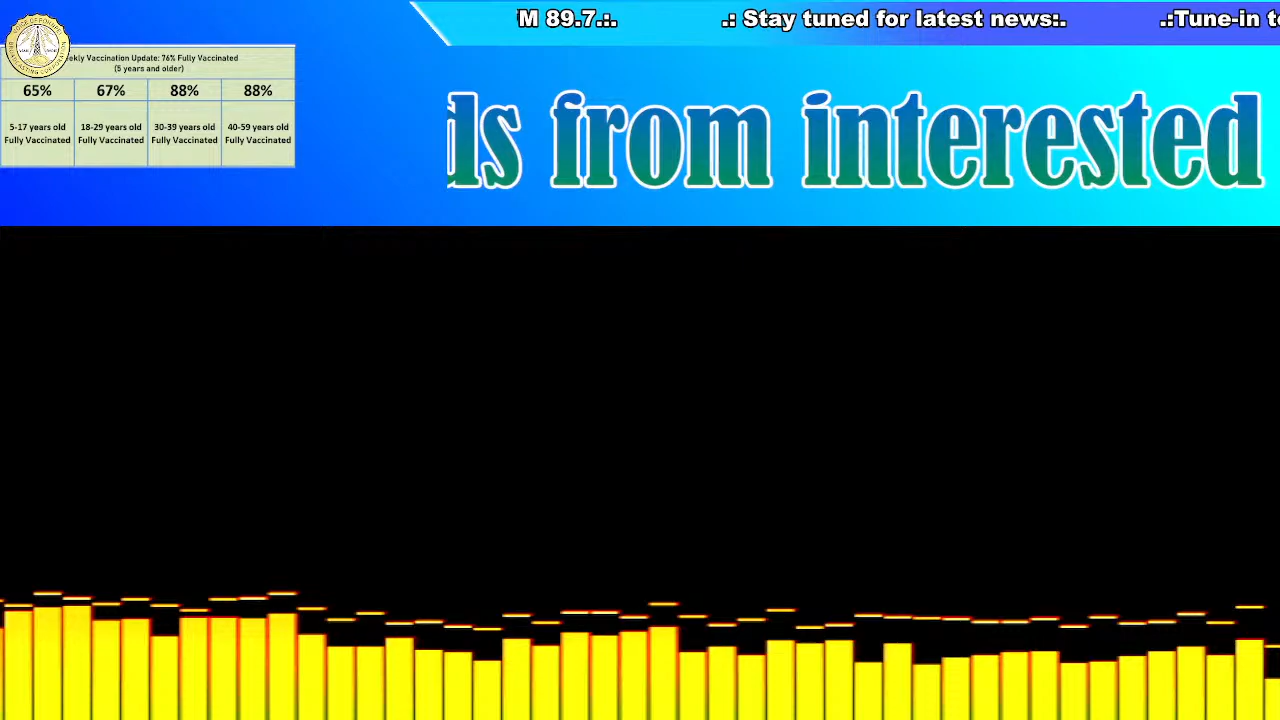 M 89.7.:.
.: Stay tuned for latest news:.
.:Tune-in
ekly Vaccination Update: 76% Fully Vaccinated
(5 years and older)
65% 67% 88% 88%
5-17 years old 18-29 years old 30-39 years old 40-59 years old
Fully Vaccinated Fully Vaccinated Fully Vaccinated Fully Vaccinated
ds from interested